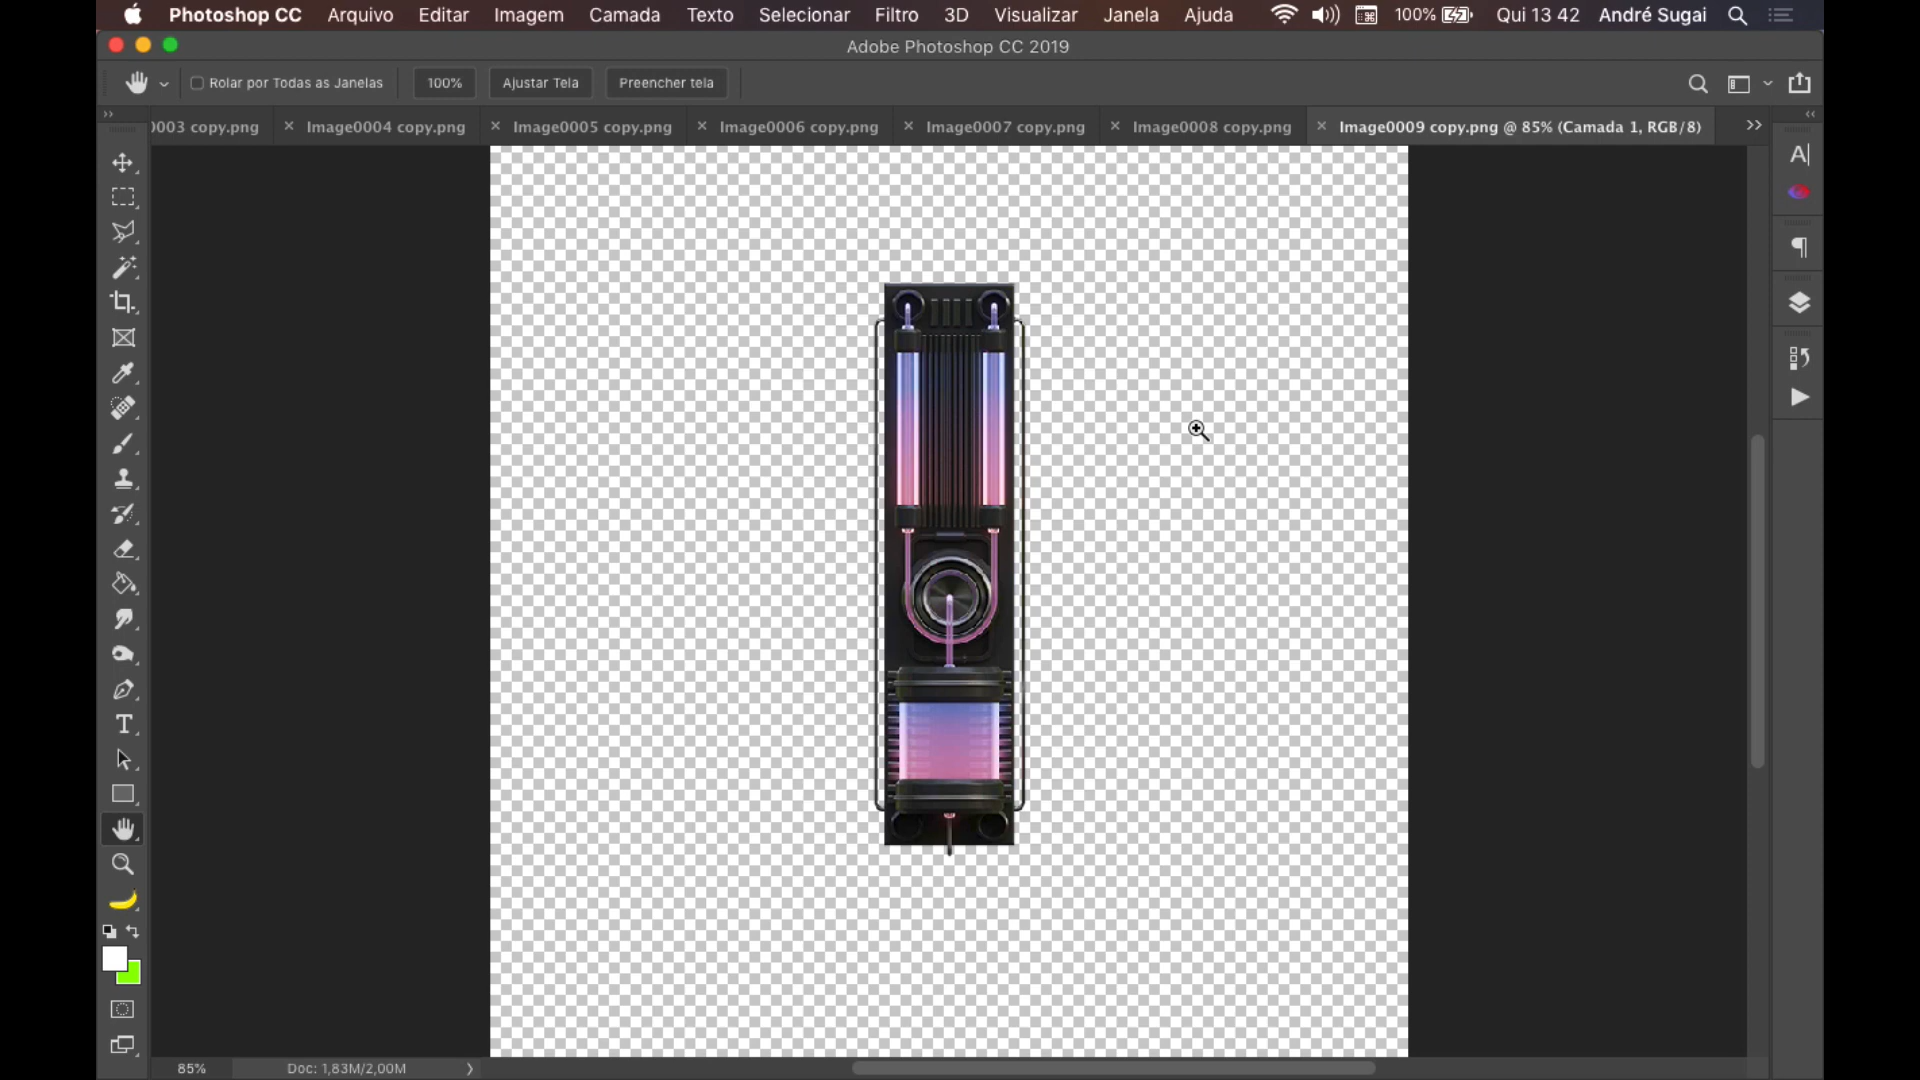 Photoshop CC Arquivo Editar Imagem Camada Texto Selecionar Filtro 3D Visualizar Janela Ajuda 100% Qui 13 42 André Sugai
Adobe Photoshop CC 2019
Rolar por Todas as Janelas 100% Ajustar Tela Preencher tela
0003 copy.png × Image0004 copy.png × Image0005 copy.png × Image0006 copy.png × Image0007 copy.png × Image0008 copy.png × Image0009 copy.png @ 85% (Camada 1, RGB/8)
85% Doc: 1,83M/2,00M